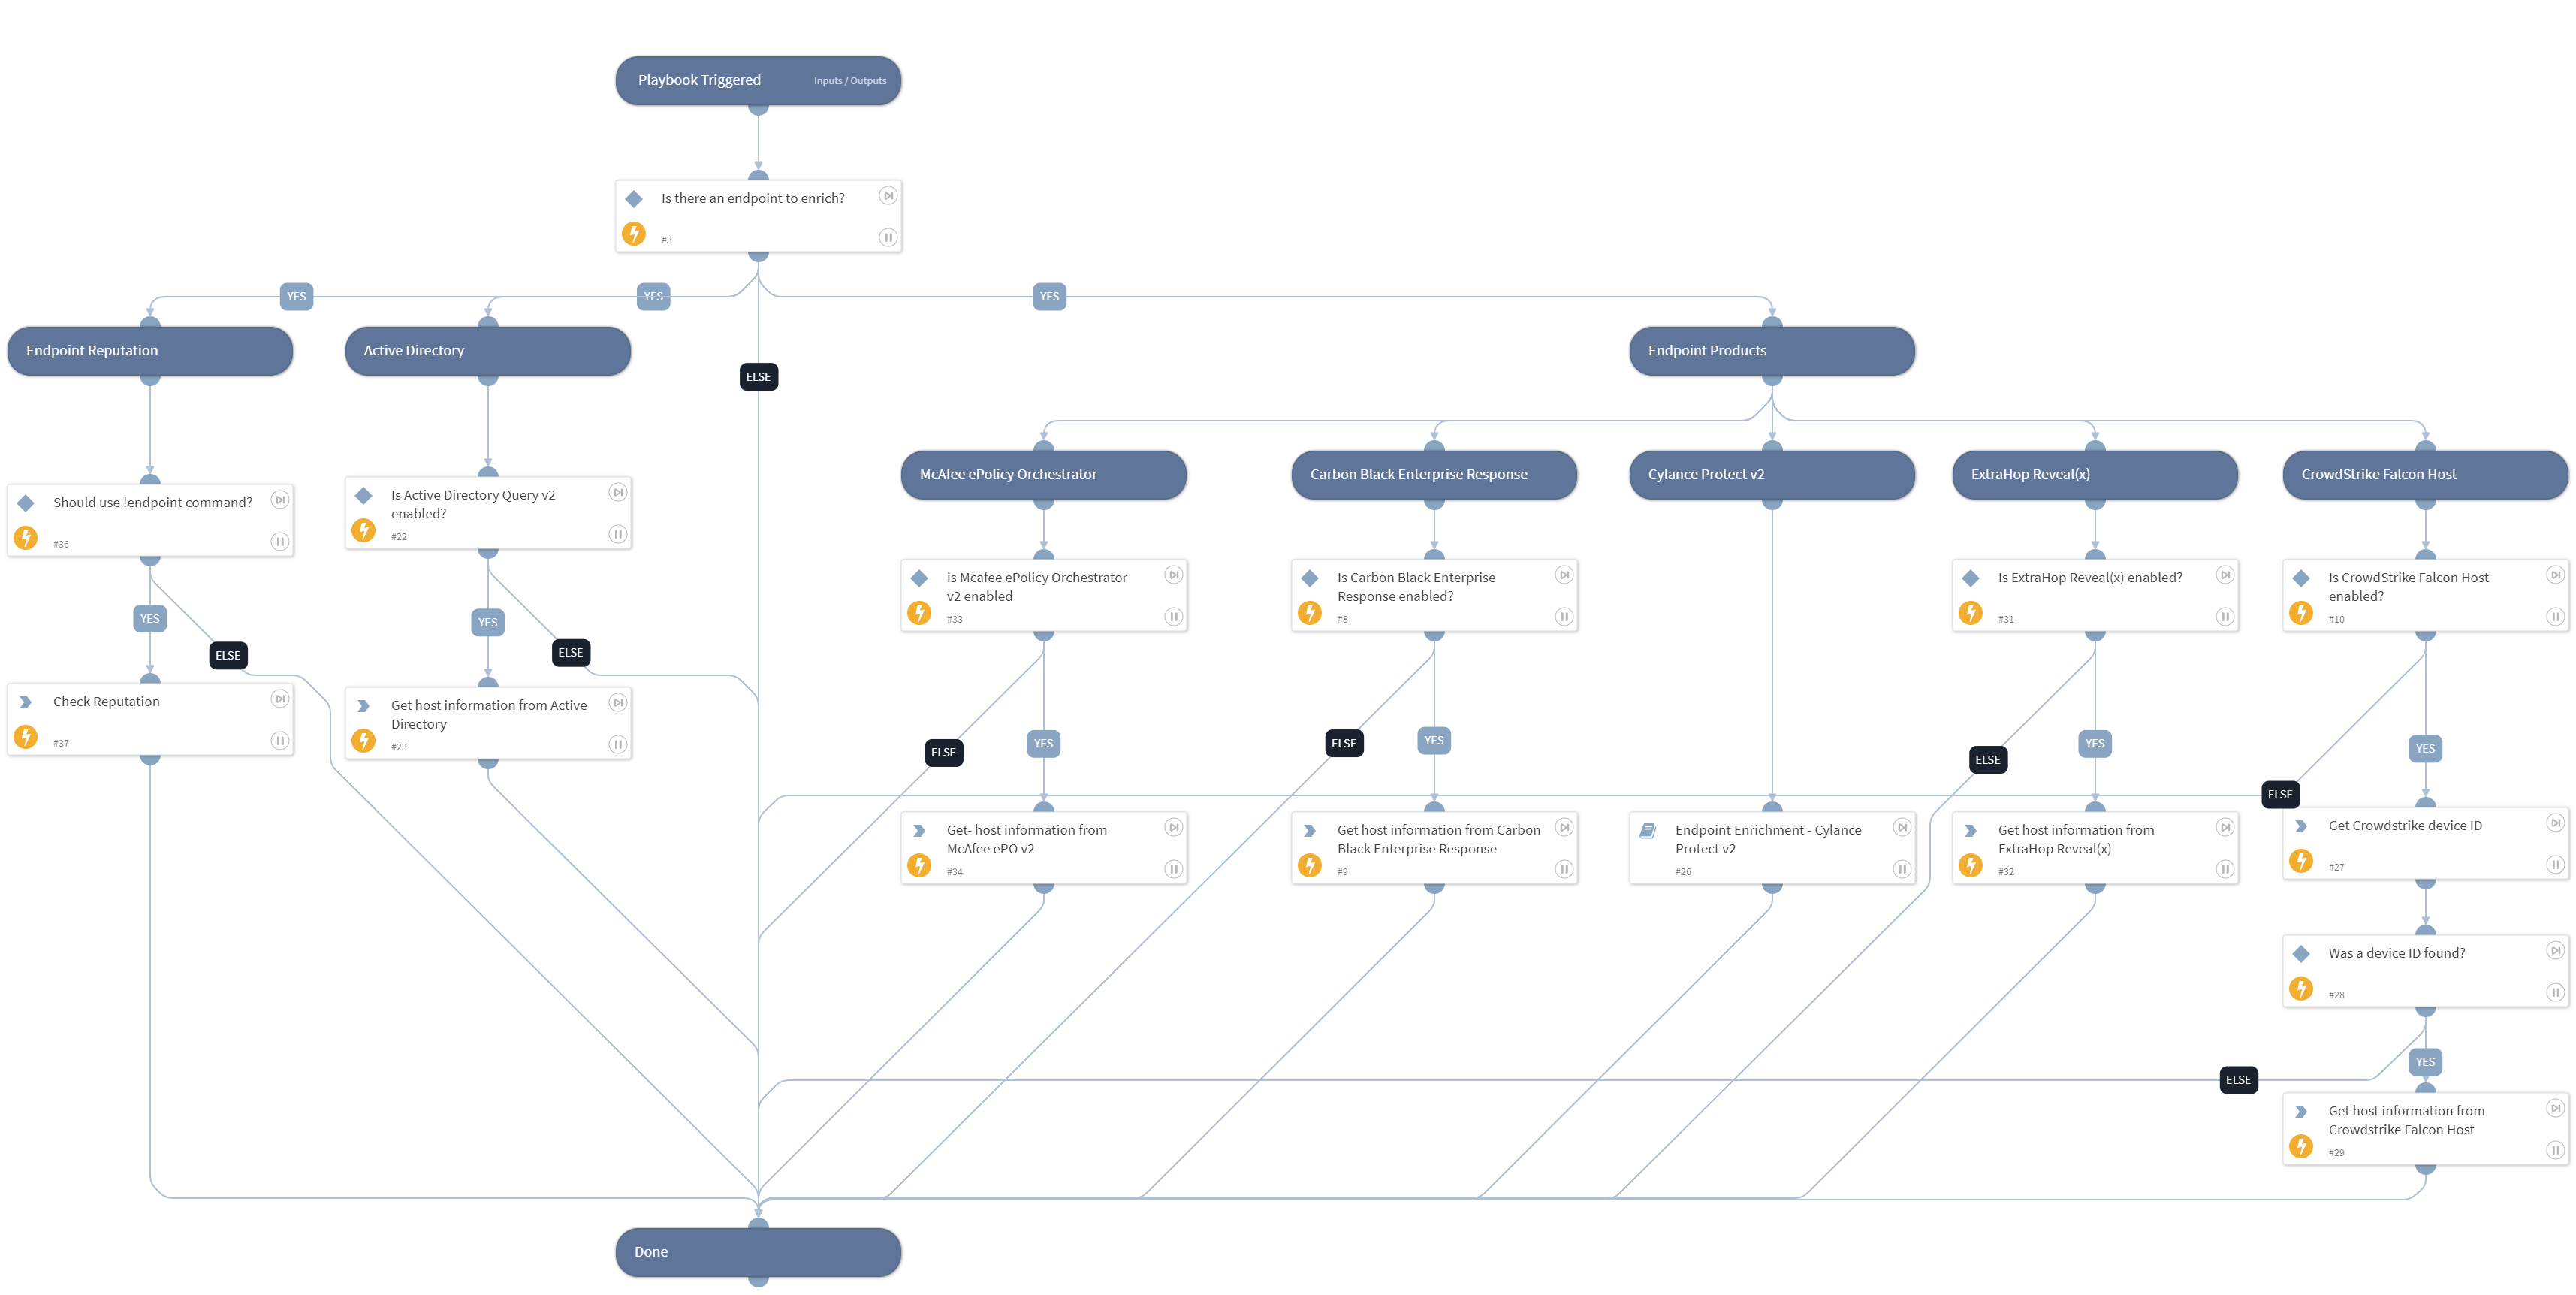 Playbook Triggered
Inputs / Outputs
Is there an endpoint to enrich?
#3
YES
YES
YES
Endpoint Reputation
Active Directory
Endpoint Products
ELSE
McAfee ePolicy Orchestrator
Carbon Black Enterprise Response
Cylance Protect v2
ExtraHop Reveal(x)
CrowdStrike Falcon Host
Should use !endpoint command?
#36
Is Active Directory Query v2
enabled?
#22
is Mcafee ePolicy Orchestrator
v2 enabled
#33
Is Carbon Black Enterprise
Response enabled?
#8
Is ExtraHop Reveal(x) enabled?
#31
Is CrowdStrike Falcon Host
enabled?
#10
YES
ELSE
YES
ELSE
Check Reputation
#37
Get host information from Active
Directory
#23
ELSE
YES
ELSE
YES
ELSE
YES
ELSE
YES
Get- host information from
McAfee ePO v2
#34
Get host information from Carbon
Black Enterprise Response
#9
Endpoint Enrichment - Cylance
Protect v2
#26
Get host information from
ExtraHop Reveal(x)
#32
Get Crowdstrike device ID
#27
Was a device ID found?
#28
YES
ELSE
Get host information from
Crowdstrike Falcon Host
#29
Done